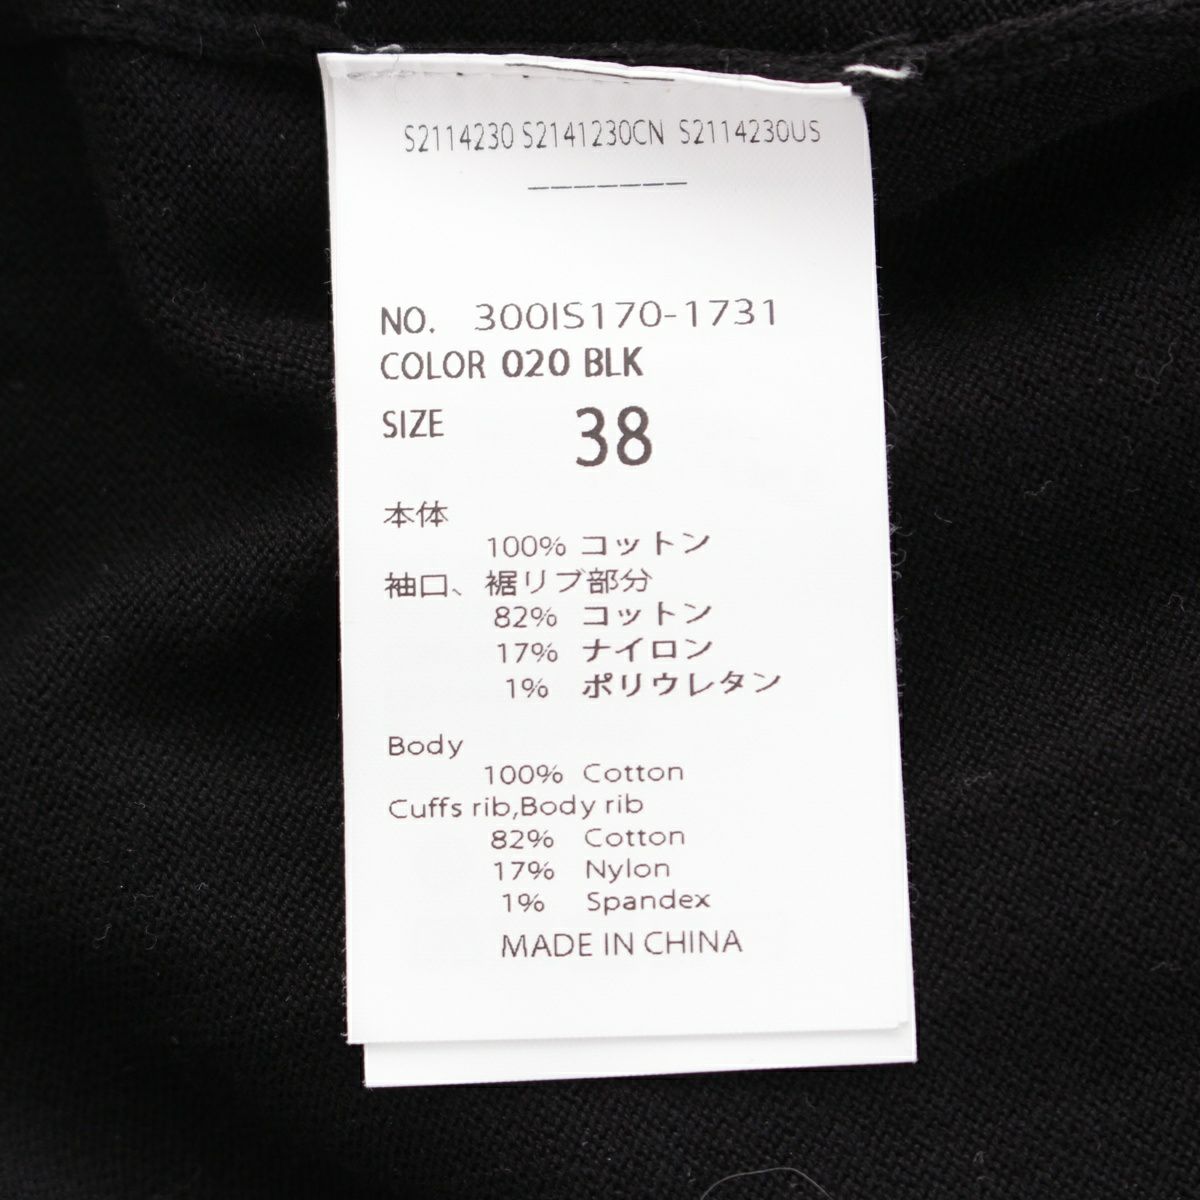 S2114230 S2141230CN S2114230US
_______
NO. 300IS170-1731
COLOR 020 BLK
SIZE 38
本体
100% コットン
袖口、裾リブ部分
82% コットン
17% ナイロン
1% ポリウレタン
Body
100% Cotton
Cuffs rib,Body rib
82% Cotton
17% Nylon
1% Spandex
MADE IN CHINA